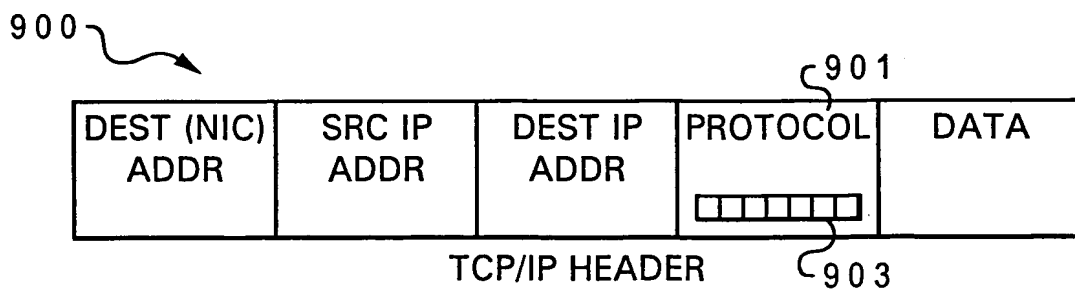 900
901
DEST (NIC) ADDR
SRC IP ADDR
DEST IP ADDR
PROTOCOL
DATA
903
TCP/IP HEADER